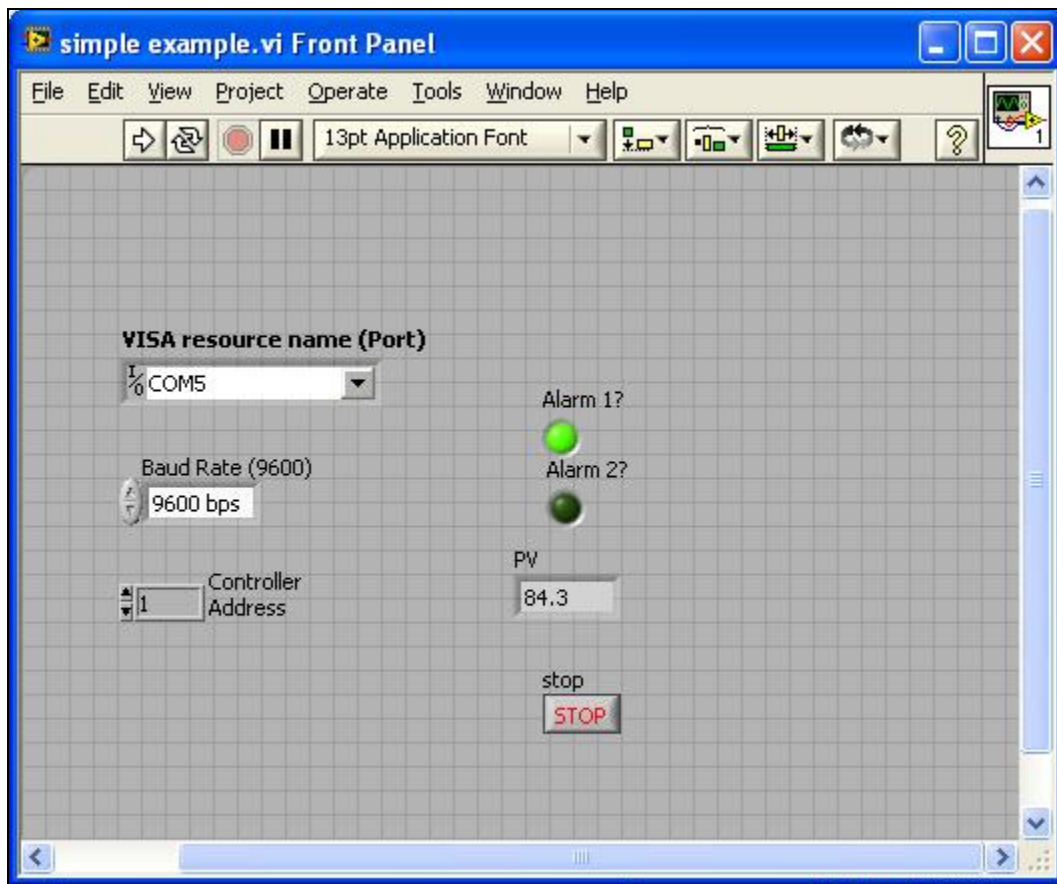 simple example.vi Front Panel
File Edit View Project Operate Tools Window Help
13pt Application Font
1
VISA resource name (Port)
I/O COM5
Alarm 1?
Baud Rate (9600)
Alarm 2?
9600 bps
PV
Controller
Address
1
84.3
stop
STOP